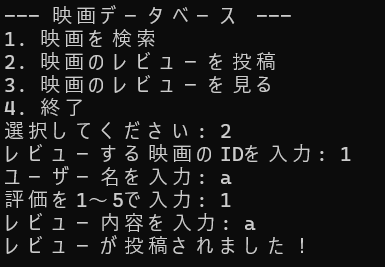 --- 映画データベース ---
1. 映画を検索
2. 映画のレビューを投稿
3. 映画のレビューを見る
4. 終了
選択してください: 2
レビューする映画のIDを入力: 1
ユーザー名を入力: a
評価を1～5で入力: 1
レビュー内容を入力: a
レビューが投稿されました！